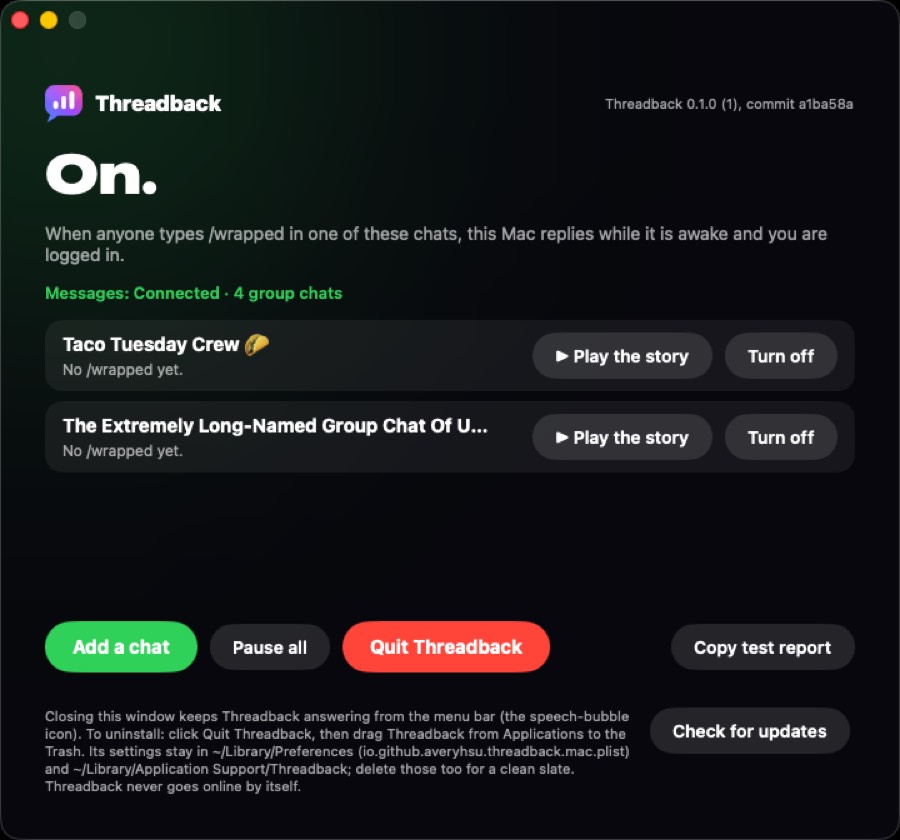 Threadback
Threadback 0.1.0 (1), commit a1ba58a
On.
When anyone types /wrapped in one of these chats, this Mac replies while it is awake and you are
logged in.
Messages: Connected · 4 group chats
Taco Tuesday Crew 🌮
No /wrapped yet.
▶ Play the story
Turn off
The Extremely Long-Named Group Chat Of U...
No /wrapped yet.
▶ Play the story
Turn off
Add a chat
Pause all
Quit Threadback
Copy test report
Closing this window keeps Threadback answering from the menu bar (the speech-bubble
icon). To uninstall: click Quit Threadback, then drag Threadback from Applications to the
Trash. Its settings stay in ~/Library/Preferences (io.github.averyhsu.threadback.mac.plist)
and ~/Library/Application Support/Threadback; delete those too for a clean slate.
Threadback never goes online by itself.
Check for updates